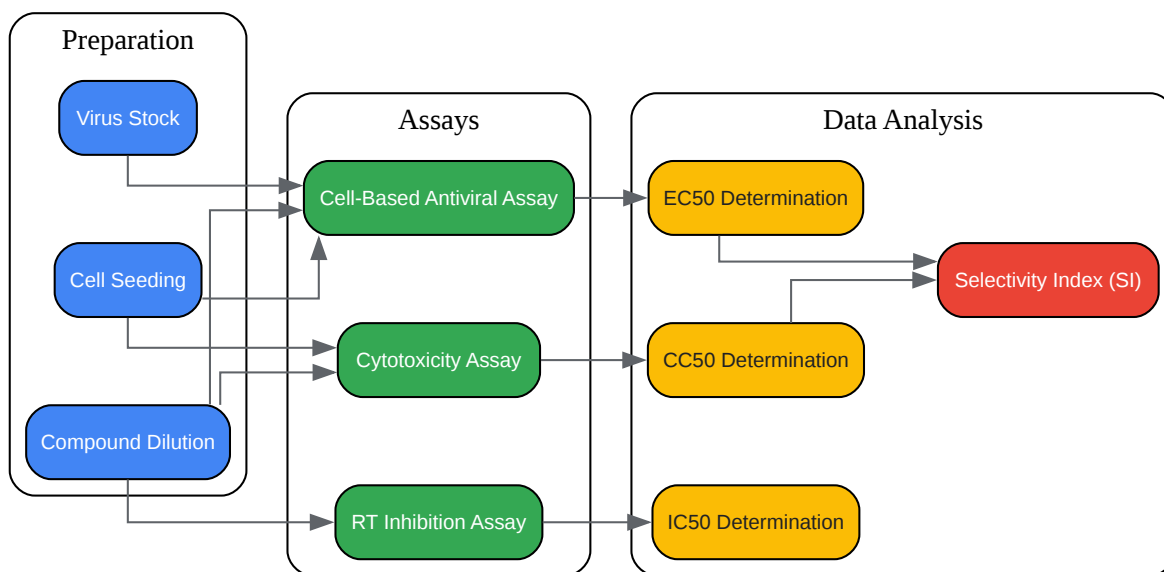 Preparation
Virus Stock
Cell Seeding
Compound Dilution
Assays
Cell-Based Antiviral Assay
Cytotoxicity Assay
RT Inhibition Assay
Data Analysis
EC50 Determination
CC50 Determination
IC50 Determination
Selectivity Index (SI)